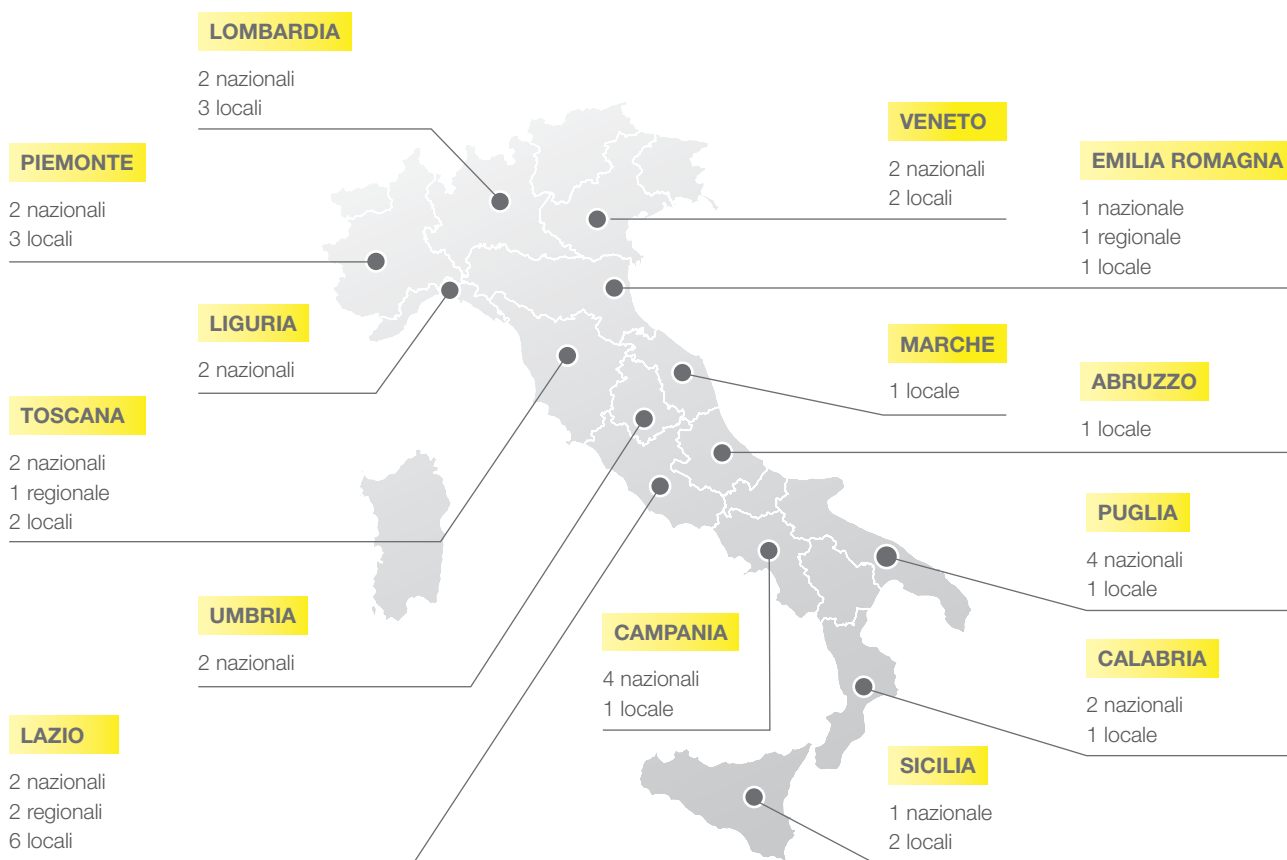 LOMBARDIA
2 nazionali
3 locali
PIEMONTE
2 nazionali
3 locali
VENETO
2 nazionali
2 locali
EMILIA ROMAGNA
1 nazionale
1 regionale
1 locale
LIGURIA
2 nazionali
MARCHE
1 locale
ABRUZZO
1 locale
TOSCANA
2 nazionali
1 regionale
2 locali
PUGLIA
4 nazionali
1 locale
UMBRIA
2 nazionali
CAMPANIA
4 nazionali
1 locale
CALABRIA
2 nazionali
1 locale
LAZIO
2 nazionali
2 regionali
6 locali
SICILIA
1 nazionale
2 locali